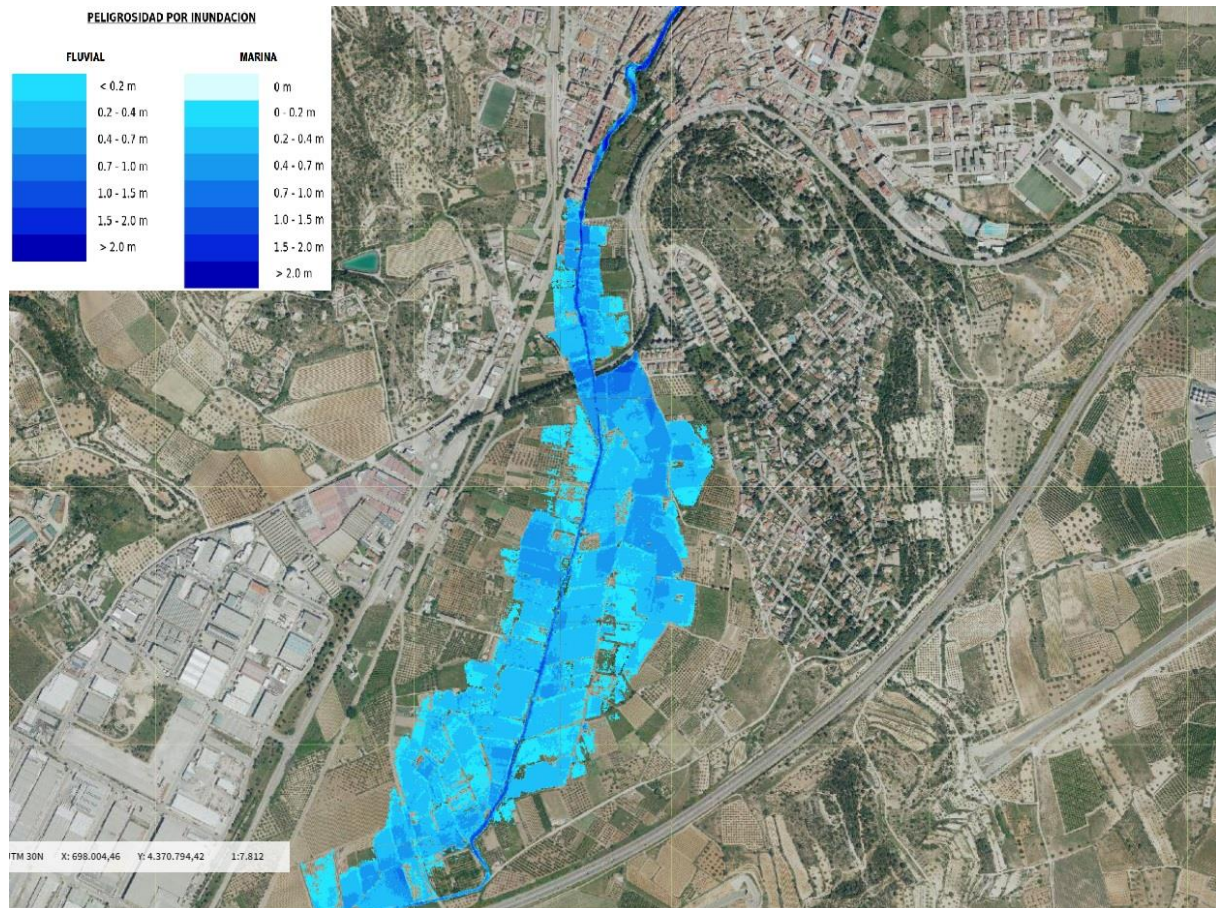 PELIGROSIDAD POR INUNDACION
FLUVIAL
< 0.2 m
0.2 - 0.4 m
0.4 - 0.7 m
0.7 - 1.0 m
1.0 - 1.5 m
1.5 - 2.0 m
> 2.0 m
MARINA
0 m
0 - 0.2 m
0.2 - 0.4 m
0.4 - 0.7 m
0.7 - 1.0 m
1.0 - 1.5 m
1.5 - 2.0 m
> 2.0 m
UTM 30N X: 698.004,46 Y: 4.370.794,42 1:7.812